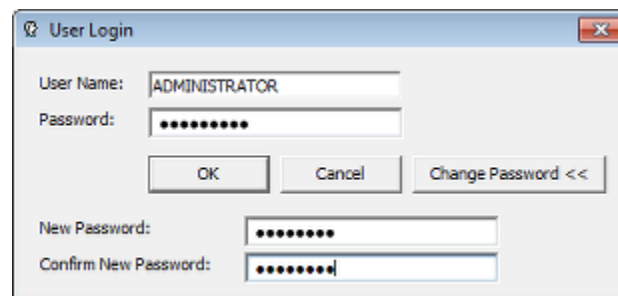 User Login
User Name: ADMINISTRATOR
Password: •••••••••
OK Cancel Change Password <<
New Password: ••••••••
Confirm New Password: ••••••••